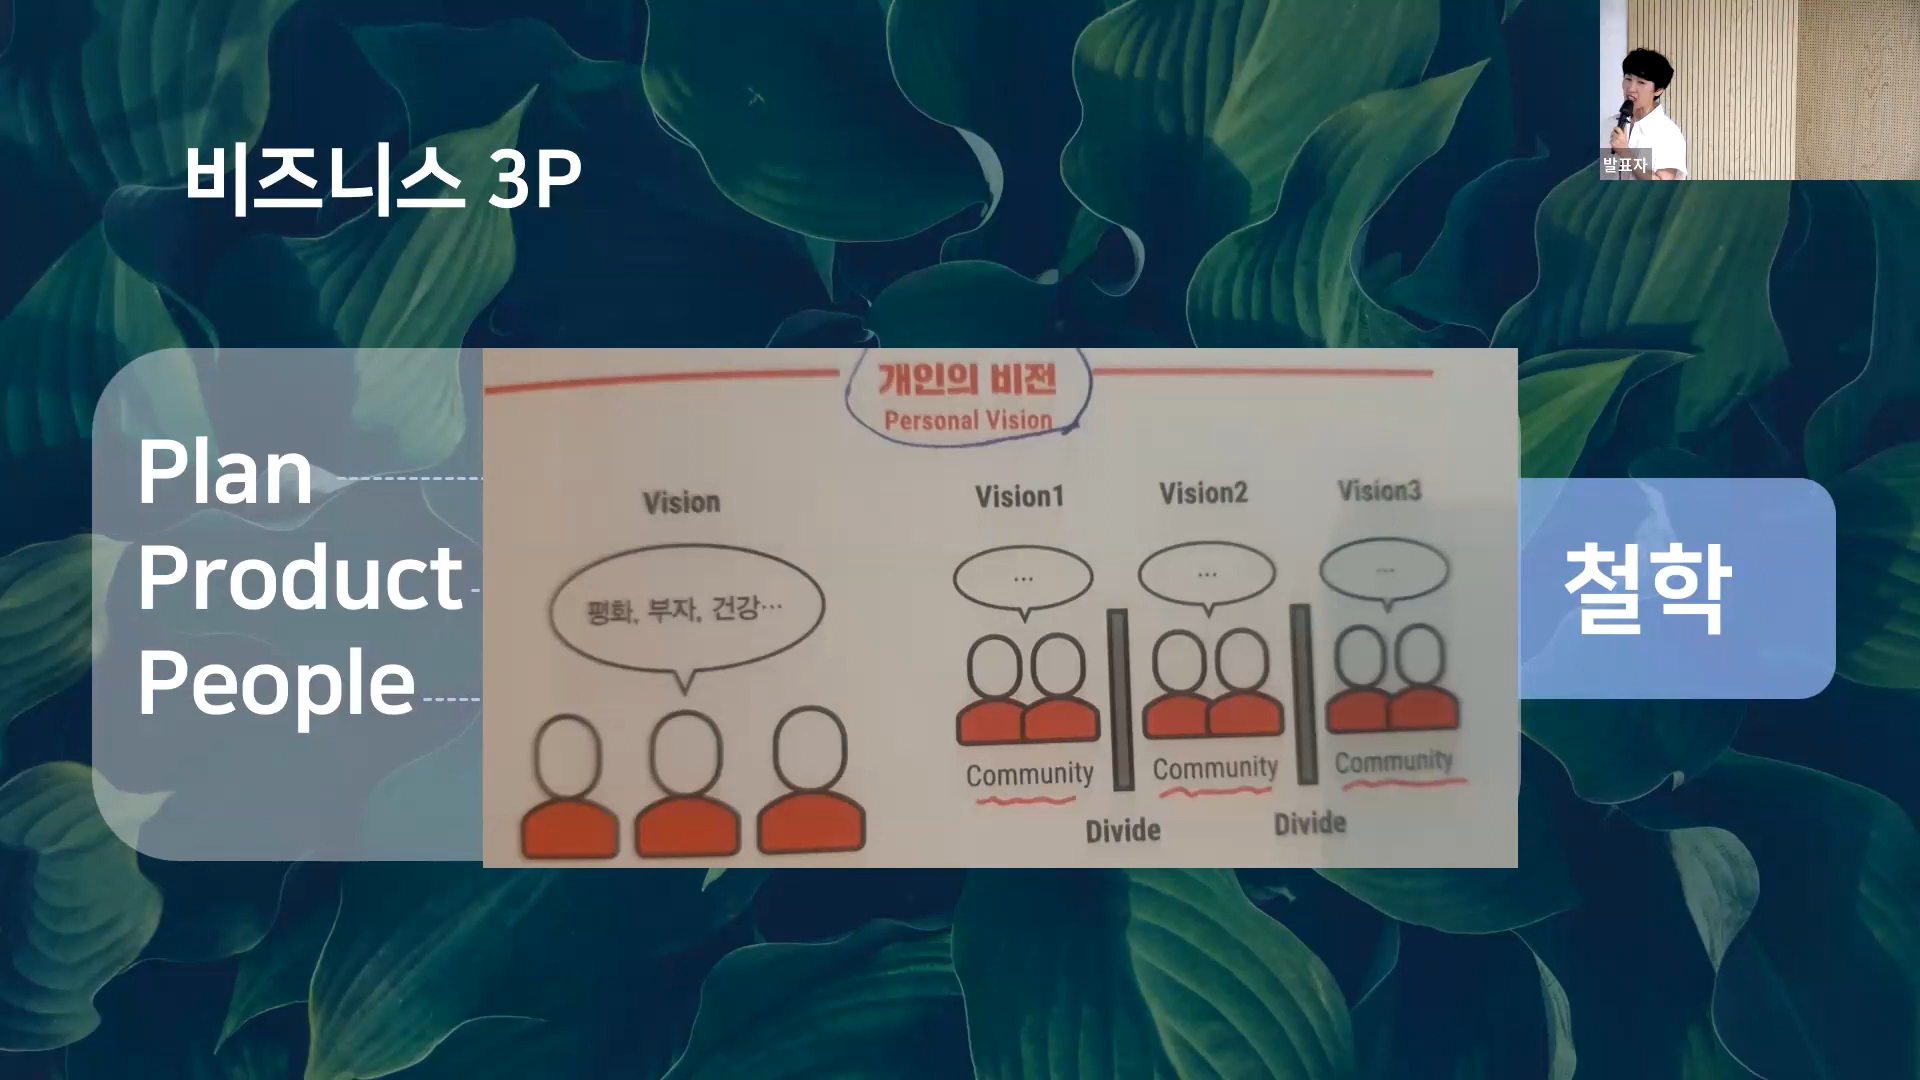 발표자
비즈니스 3P
Plan
Product
People
개인의 비전
Personal Vision
Vision
평화, 부자, 건강…
Vision1
Vision2
Vision3
...
...
...
Community
Community
Community
Divide
Divide
철학